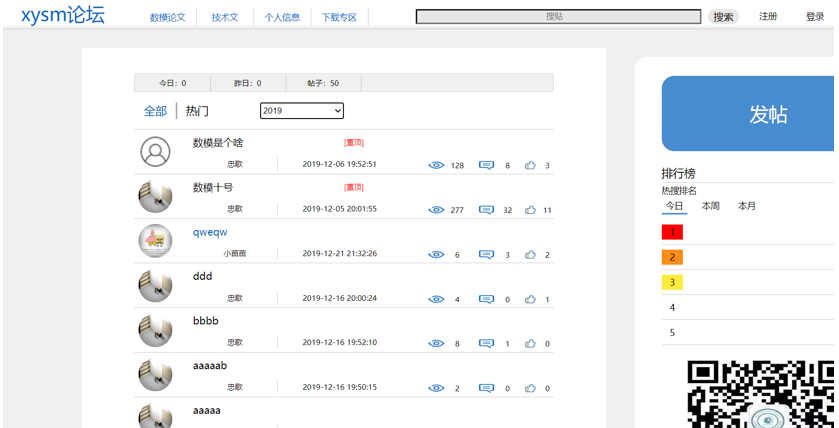 xysm论坛 数模论文 技术文 个人信息 下载专区 搜贴 搜索 注册 登录
今日：0 昨日：0 帖子：50
全部 热门 2019
数模是个啥 [置顶]
忠歌 2019-12-06 19:52:51 128 8 3
数模十号 [置顶]
忠歌 2019-12-05 20:01:55 277 32 11
qweqw
小苗苗 2019-12-21 21:32:26 6 3 2
ddd
忠歌 2019-12-16 20:00:24 4 0 1
bbbb
忠歌 2019-12-16 19:52:10 8 1 0
aaaaab
忠歌 2019-12-16 19:50:15 2 0 0
aaaaa
发帖
排行榜
热搜排名
今日 本周 本月
1
2
3
4
5